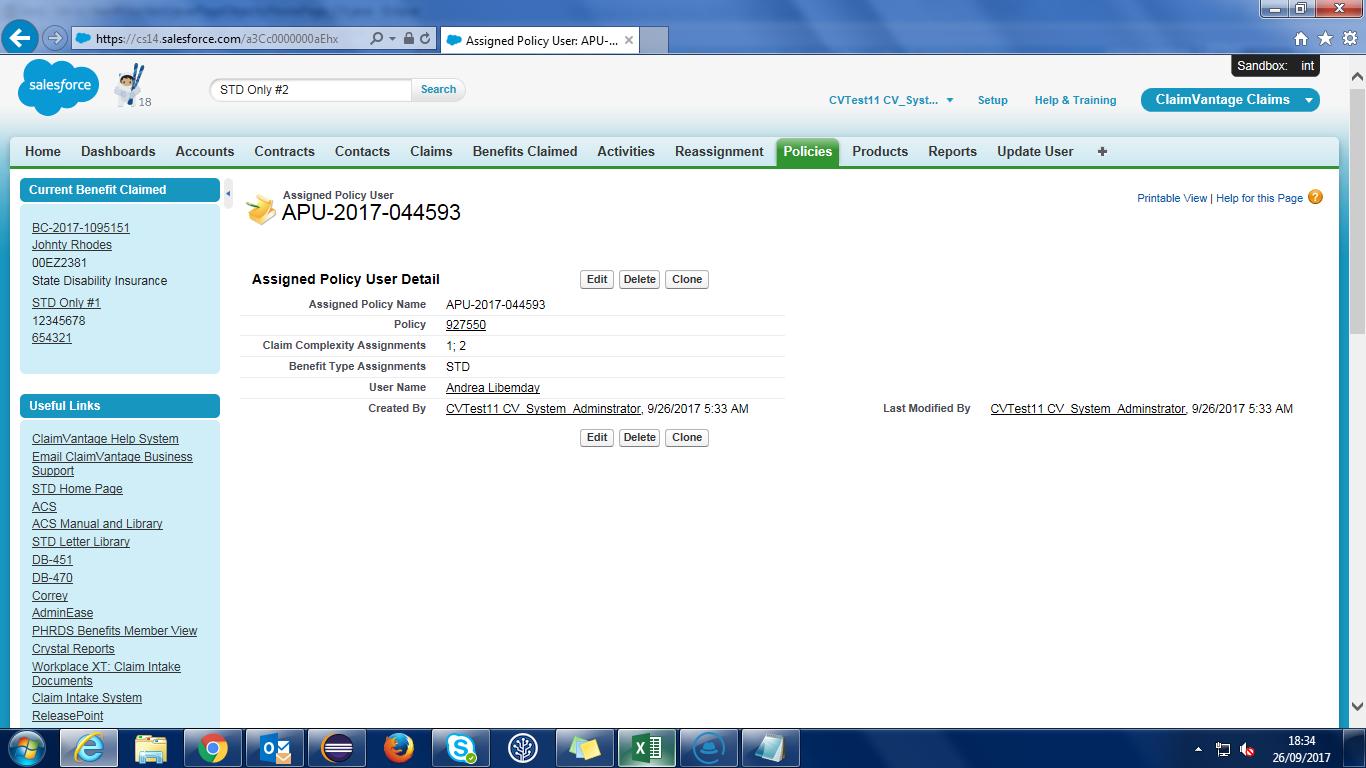 https://cs14.salesforce.com/a3Cc0000000aEhx
Assigned Policy User: APU-...
salesforce
18
STD Only #2
Search
Sandbox: int
CVTest11 CV_Syst...
Setup
Help & Training
ClaimVantage Claims
Home Dashboards Accounts Contracts Contacts Claims Benefits Claimed Activities Reassignment Policies Products Reports Update User +
Current Benefit Claimed
BC-2017-1095151
Johnty Rhodes
00EZ2381
State Disability Insurance
STD Only #1
12345678
654321
Useful Links
ClaimVantage Help System
Email ClaimVantage Business
Support
STD Home Page
ACS
ACS Manual and Library
STD Letter Library
DB-451
DB-470
Correy
AdminEase
PHRDS Benefits Member View
Crystal Reports
Workplace XT: Claim Intake
Documents
Claim Intake System
ReleasePoint
Assigned Policy User
APU-2017-044593
Printable View | Help for this Page ?
Assigned Policy User Detail
Edit Delete Clone
Assigned Policy Name APU-2017-044593
Policy 927550
Claim Complexity Assignments 1; 2
Benefit Type Assignments STD
User Name Andrea Libemday
Created By CVTest11 CV_System_Adminstrator, 9/26/2017 5:33 AM
Last Modified By CVTest11 CV_System_Adminstrator, 9/26/2017 5:33 AM
Edit Delete Clone
18:34
26/09/2017